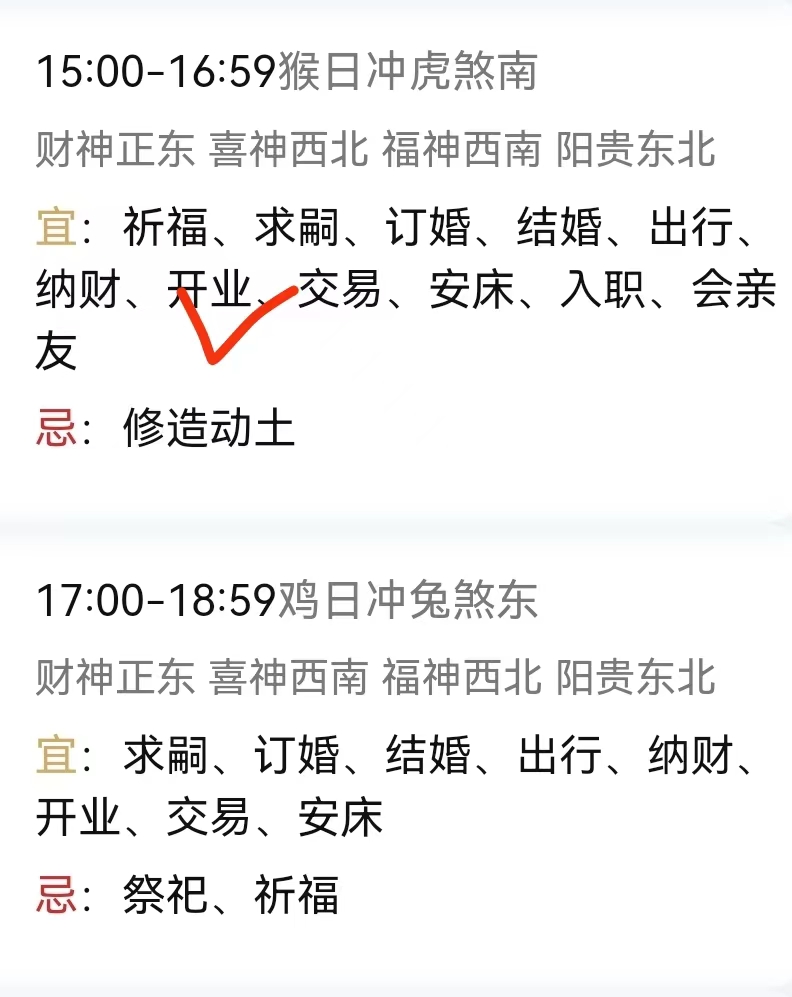 15:00-16:59猴日冲虎煞南
财神正东 喜神西北 福神西南 阳贵东北
宜：祈福、求嗣、订婚、结婚、出行、
纳财、开业、交易、安床、入职、会亲
友
忌：修造动土
17:00-18:59鸡日冲兔煞东
财神正东 喜神西南 福神西北 阳贵东北
宜：求嗣、订婚、结婚、出行、纳财、
开业、交易、安床
忌：祭祀、祈福